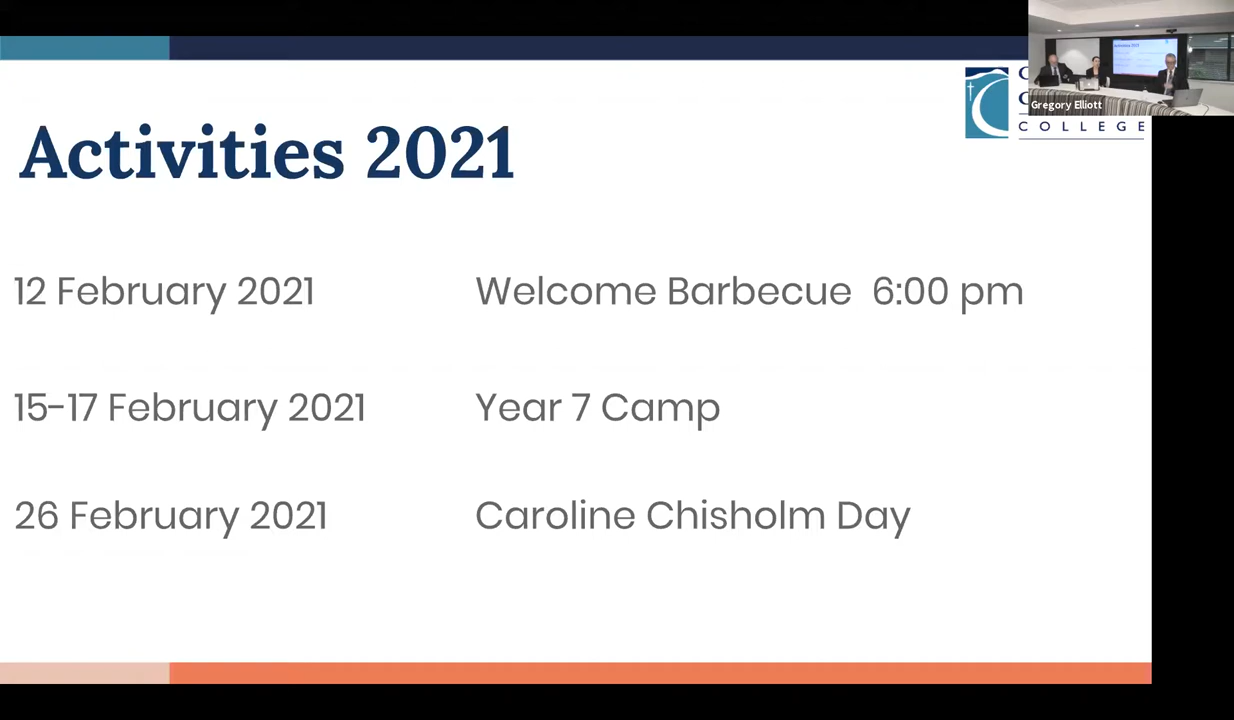 Gregory Elliott
COLLEGE
Activities 2021
12 February 2021 Welcome Barbecue 6:00 pm
15-17 February 2021 Year 7 Camp
26 February 2021 Caroline Chisholm Day